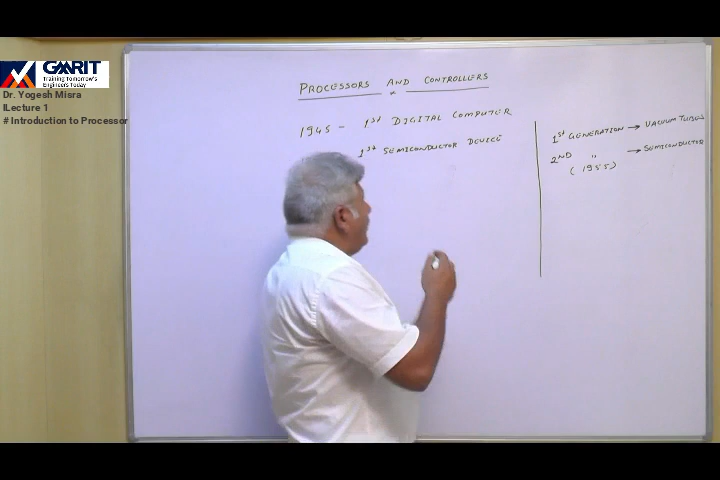 GMRIT
Training Tomorrow's
Engineers Today
Dr. Yogesh Misra
lLecture 1
# Introduction to Processor
PROCESSORS AND CONTROLLERS
1945 - 1st DIGITAL COMPUTER
1st SEMICONDUCTOR DEVICE
1st GENERATION → VACUUM TUBES
2ND " → SEMICONDUCTOR
(1955)